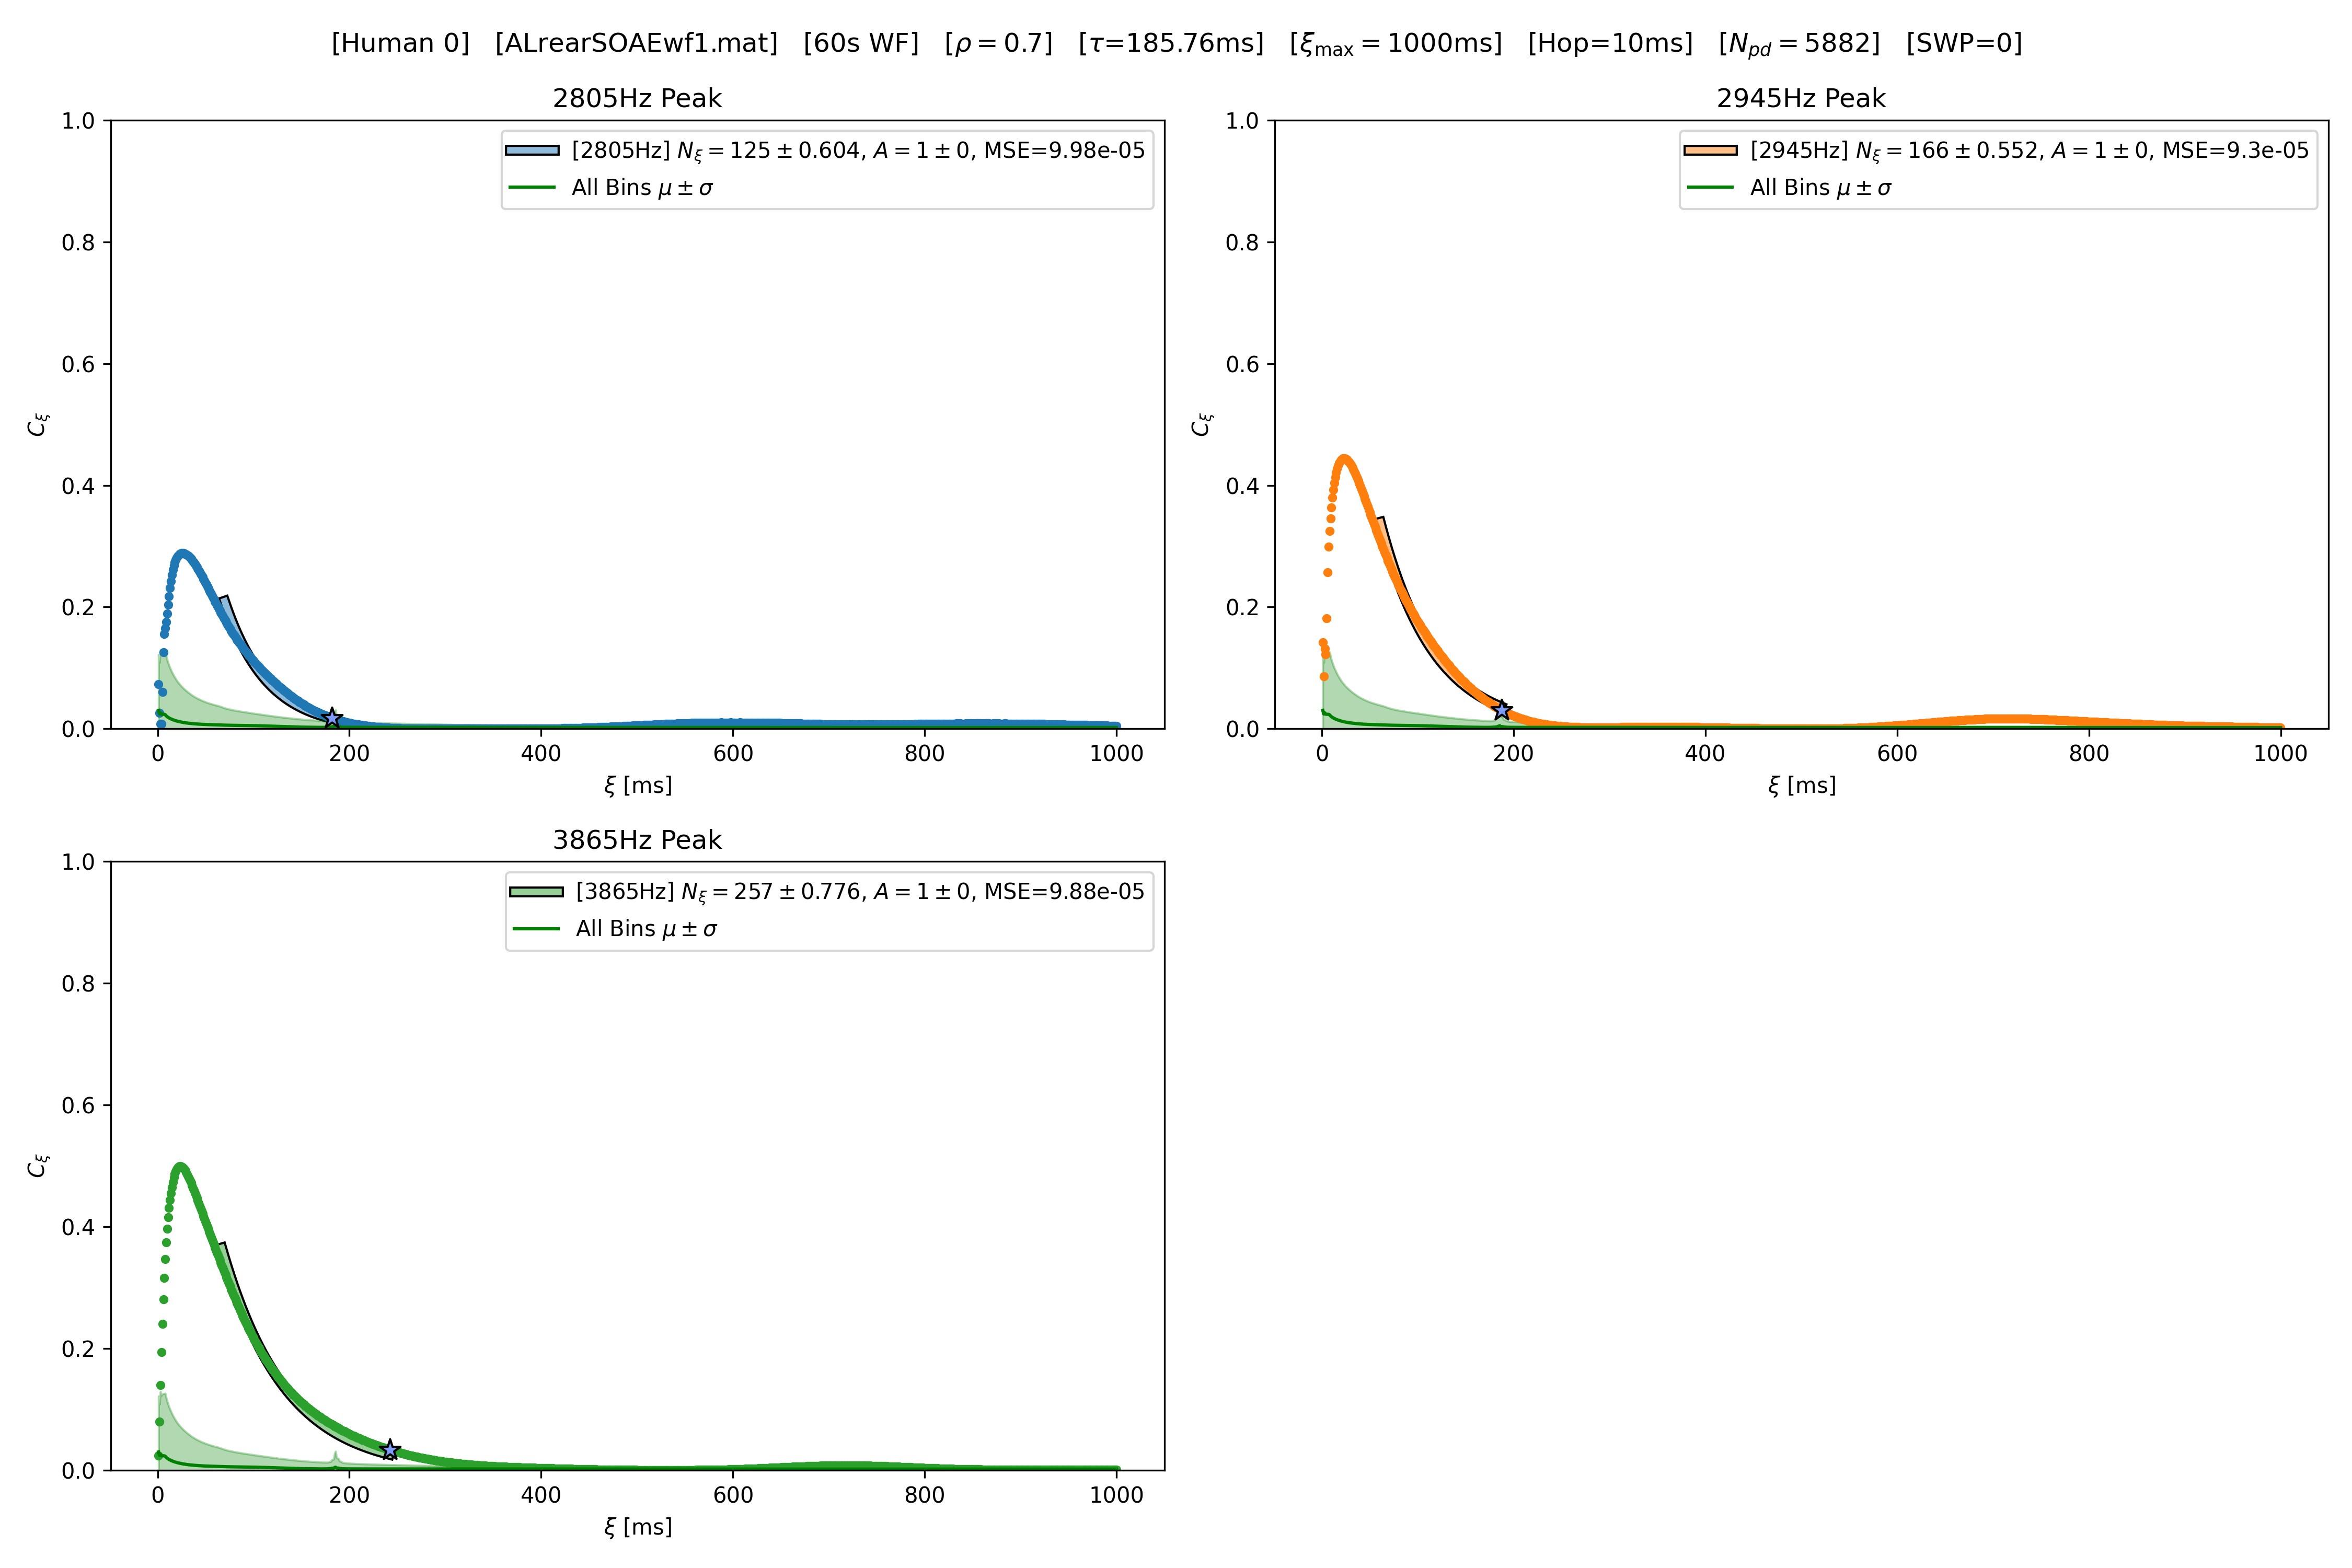 [Human 0] [ALrearSOAEwf1.mat] [60s WF] [ρ = 0.7] [τ=185.76ms] [ξmax = 1000ms] [Hop=10ms] [Npd = 5882] [SWP=0]
2805Hz Peak
[2805Hz] Nξ = 125 ± 0.604, A = 1 ± 0, MSE=9.98e-05
All Bins μ ± σ
1.0
0.8
0.6
0.4
0.2
0.0
Cξ
0 200 400 600 800 1000
ξ [ms]
2945Hz Peak
[2945Hz] Nξ = 166 ± 0.552, A = 1 ± 0, MSE=9.3e-05
All Bins μ ± σ
1.0
0.8
0.6
0.4
0.2
0.0
Cξ
0 200 400 600 800 1000
ξ [ms]
3865Hz Peak
[3865Hz] Nξ = 257 ± 0.776, A = 1 ± 0, MSE=9.88e-05
All Bins μ ± σ
1.0
0.8
0.6
0.4
0.2
0.0
Cξ
0 200 400 600 800 1000
ξ [ms]